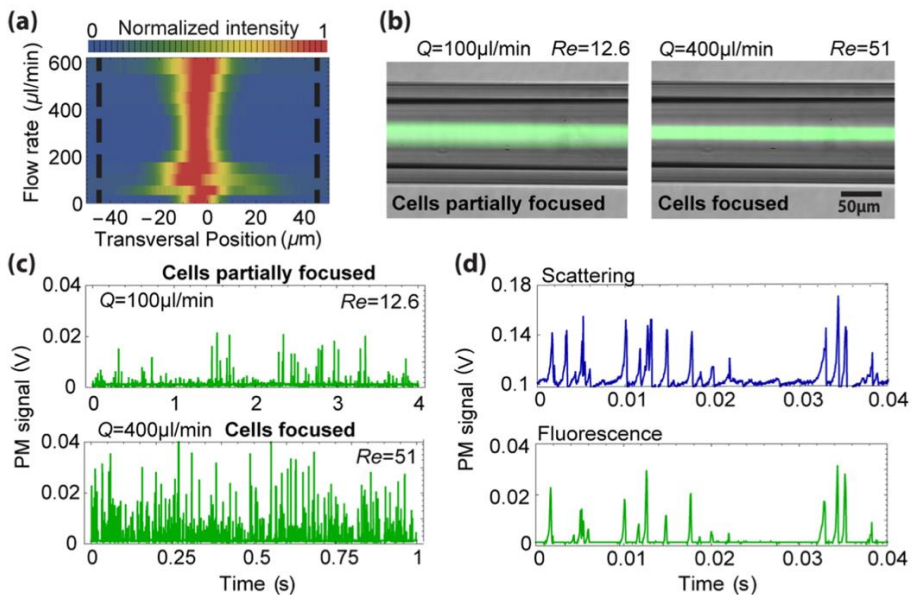 (a)
0 Normalized intensity 1
Flow rate (µl/min)
600
400
200
0
−40 −20 0 20 40
Transversal Position (µm)
(b)
Q=100µl/min Re=12.6
Cells partially focused
Q=400µl/min Re=51
Cells focused
50µm
(c)
Cells partially focused
Q=100µl/min Re=12.6
0.04
0.02
0
0 1 2 3 4
PM signal (V)
Q=400µl/min Cells focused
Re=51
0.04
0.02
0
0 0.25 0.5 0.75 1
Time (s)
(d)
Scattering
0.18
0.14
0.1
0 0.01 0.02 0.03 0.04
PM signal (V)
Fluorescence
0.04
0.02
0
0 0.01 0.02 0.03 0.04
Time (s)